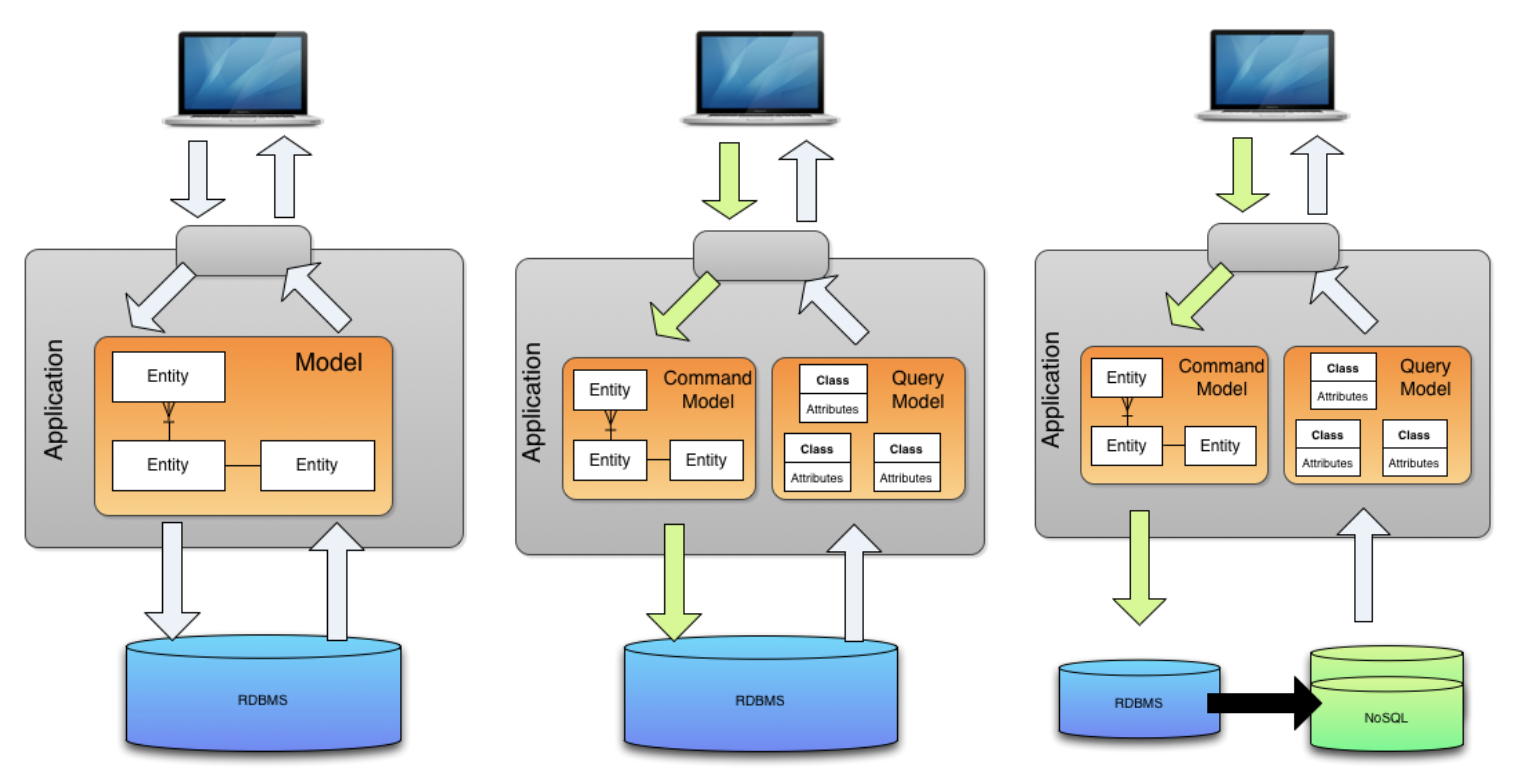 Application
Model
Entity
Entity
Entity
RDBMS
Application
Command
Model
Entity
Entity
Entity
Query
Model
Class
Attributes
Class
Attributes
Class
Attributes
RDBMS
Application
Command
Model
Entity
Entity
Entity
Query
Model
Class
Attributes
Class
Attributes
Class
Attributes
RDBMS
NoSQL